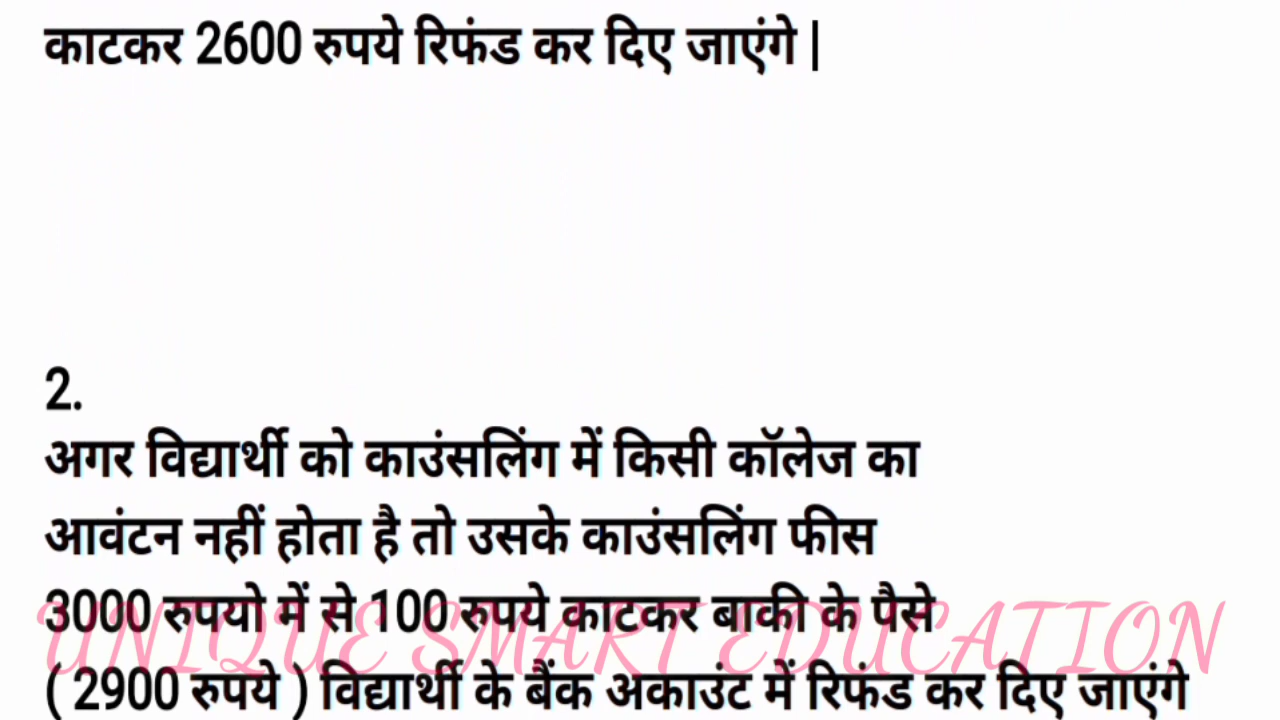 काटकर 2600 रुपये रिफंड कर दिए जाएंगे |
2.
अगर विद्यार्थी को काउंसलिंग में किसी कॉलेज का
आवंटन नहीं होता है तो उसके काउंसलिंग फीस
3000 रुपयो में से 100 रुपये काटकर बाकी के पैसे
UNIQUE SMART EDUCATION
( 2900 रुपये ) विद्यार्थी के बैंक अकाउंट में रिफंड कर दिए जाएंगे